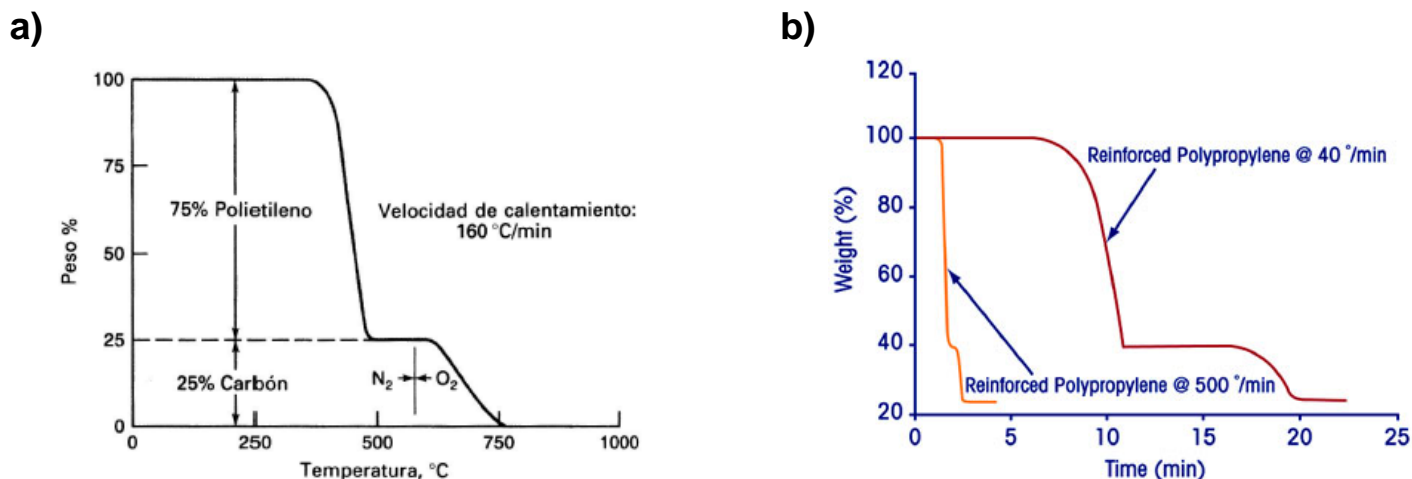 a)
100
75
50
25
0
Peso %
75% Polietileno
25% Carbón
Velocidad de calentamiento:
160 °C/min
N₂
O₂
0
250
500
750
1000
Temperatura, °C
b)
120
100
80
60
40
20
Weight (%)
Reinforced Polypropylene @ 40 °/min
Reinforced Polypropylene @ 500 °/min
0
5
10
15
20
25
Time (min)